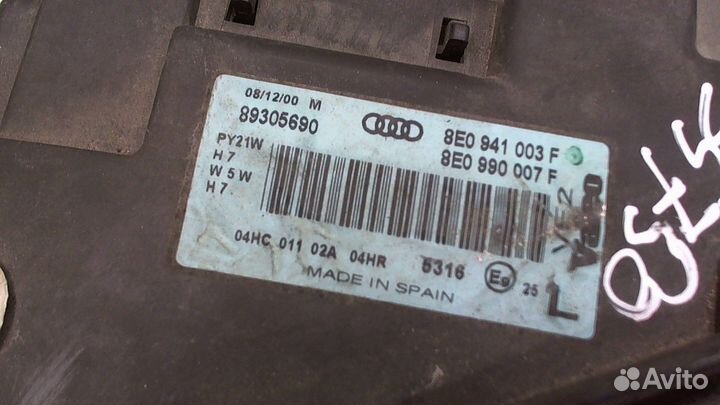 08/12/00 M
89305690
8E0 941 003 F
8E0 990 007 F
PY21W
H7
W5W
H7
04HC 011 02A 04HR 5316 E9 25
MADE IN SPAIN
L
Avito